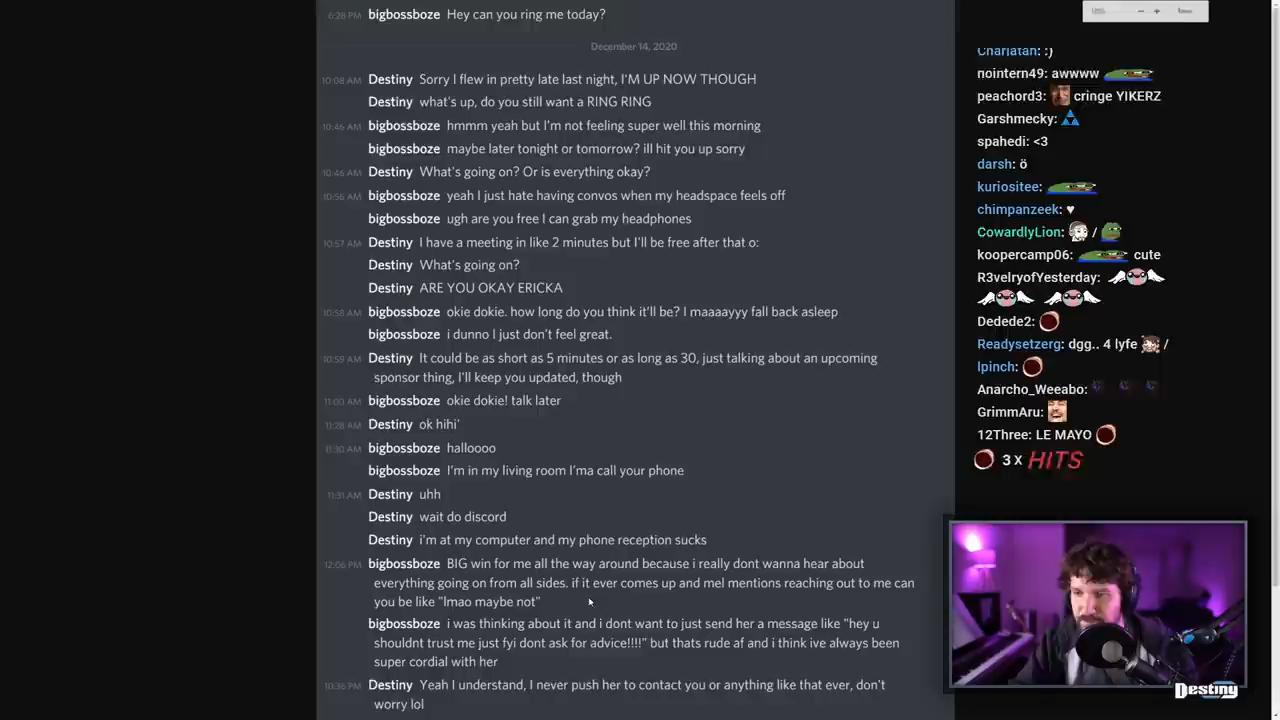 6:28 PM bigbossboze Hey can you ring me today?
December 14, 2020
10:08 AM Destiny Sorry I flew in pretty late last night, I'M UP NOW THOUGH
Destiny what's up, do you still want a RING RING
10:46 AM bigbossboze hmmm yeah but I'm not feeling super well this morning
bigbossboze maybe later tonight or tomorrow? ill hit you up sorry
10:46 AM Destiny What's going on? Or is everything okay?
10:56 AM bigbossboze yeah I just hate having convos when my headspace feels off
bigbossboze ugh are you free I can grab my headphones
10:57 AM Destiny I have a meeting in like 2 minutes but I'll be free after that o:
Destiny What's going on?
Destiny ARE YOU OKAY ERICKA
10:58 AM bigbossboze okie dokie. how long do you think it'll be? I maaaayyy fall back asleep
bigbossboze i dunno I just don't feel great.
10:59 AM Destiny It could be as short as 5 minutes or as long as 30, just talking about an upcoming
sponsor thing, I'll keep you updated, though
11:00 AM bigbossboze okie dokie! talk later
11:28 AM Destiny ok hihi'
11:30 AM bigbossboze halloooo
bigbossboze I'm in my living room I'ma call your phone
11:31 AM Destiny uhh
Destiny wait do discord
Destiny i'm at my computer and my phone reception sucks
12:06 PM bigbossboze BIG win for me all the way around because i really dont wanna hear about
everything going on from all sides. if it ever comes up and mel mentions reaching out to me can
you be like "lmao maybe not"
bigbossboze i was thinking about it and i dont want to just send her a message like "hey u
shouldnt trust me just fyi dont ask for advice!!!!" but thats rude af and i think ive always been
super cordial with her
10:36 PM Destiny Yeah I understand, I never push her to contact you or anything like that ever, don't
worry lol
Charlatan: :)
nointern49: awwww
peachord3: cringe YIKERZ
Garshmecky:
spahedi: <3
darsh: ö
kuriositee:
chimpanzeek: ♥
CowardlyLion: /
koopercamp06: cute
R3velryofYesterday:
Dedede2:
Readysetzerg: dgg.. 4 lyfe /
lpinch:
Anarcho_Weeabo:
GrimmAru:
12Three: LE MAYO
3 X HITS
Destiny